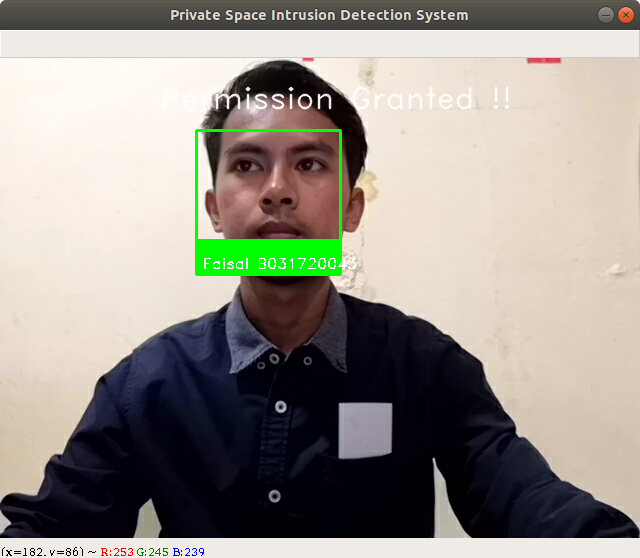 Private Space Intrusion Detection System
Permission Granted !!
Faisal B031720043
(x=182, y=86) ~ R:253 G:245 B:239